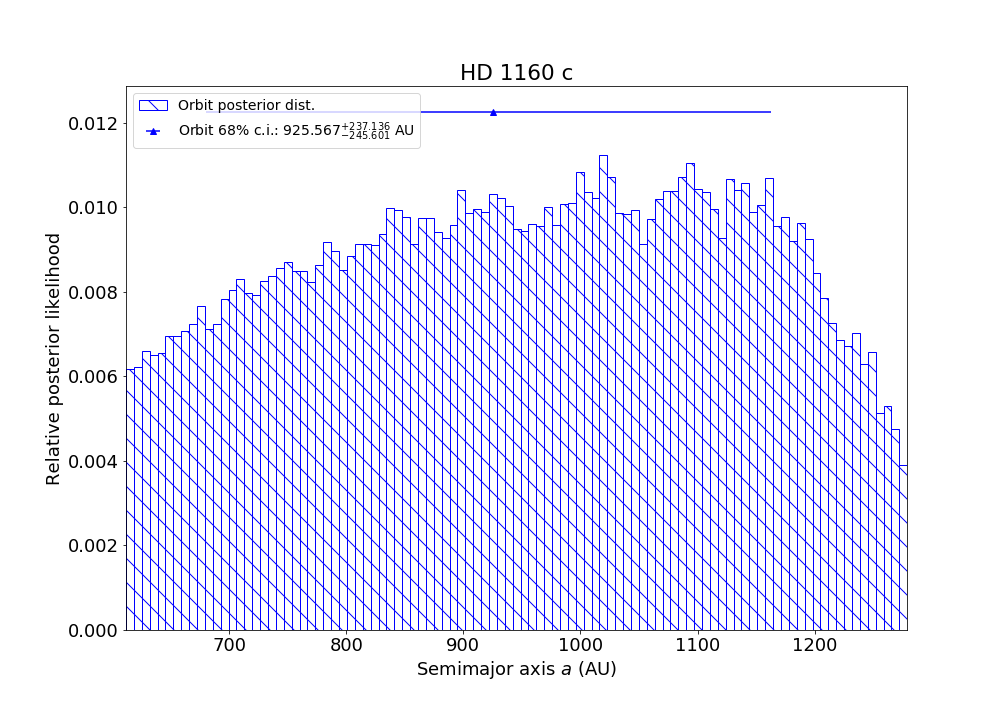 HD 1160 c
Orbit posterior dist.
Orbit 68% c.i.: 925.567+237.136−245.601 AU
0.012
0.010
0.008
0.006
0.004
0.002
0.000
Relative posterior likelihood
700 800 900 1000 1100 1200
Semimajor axis a (AU)